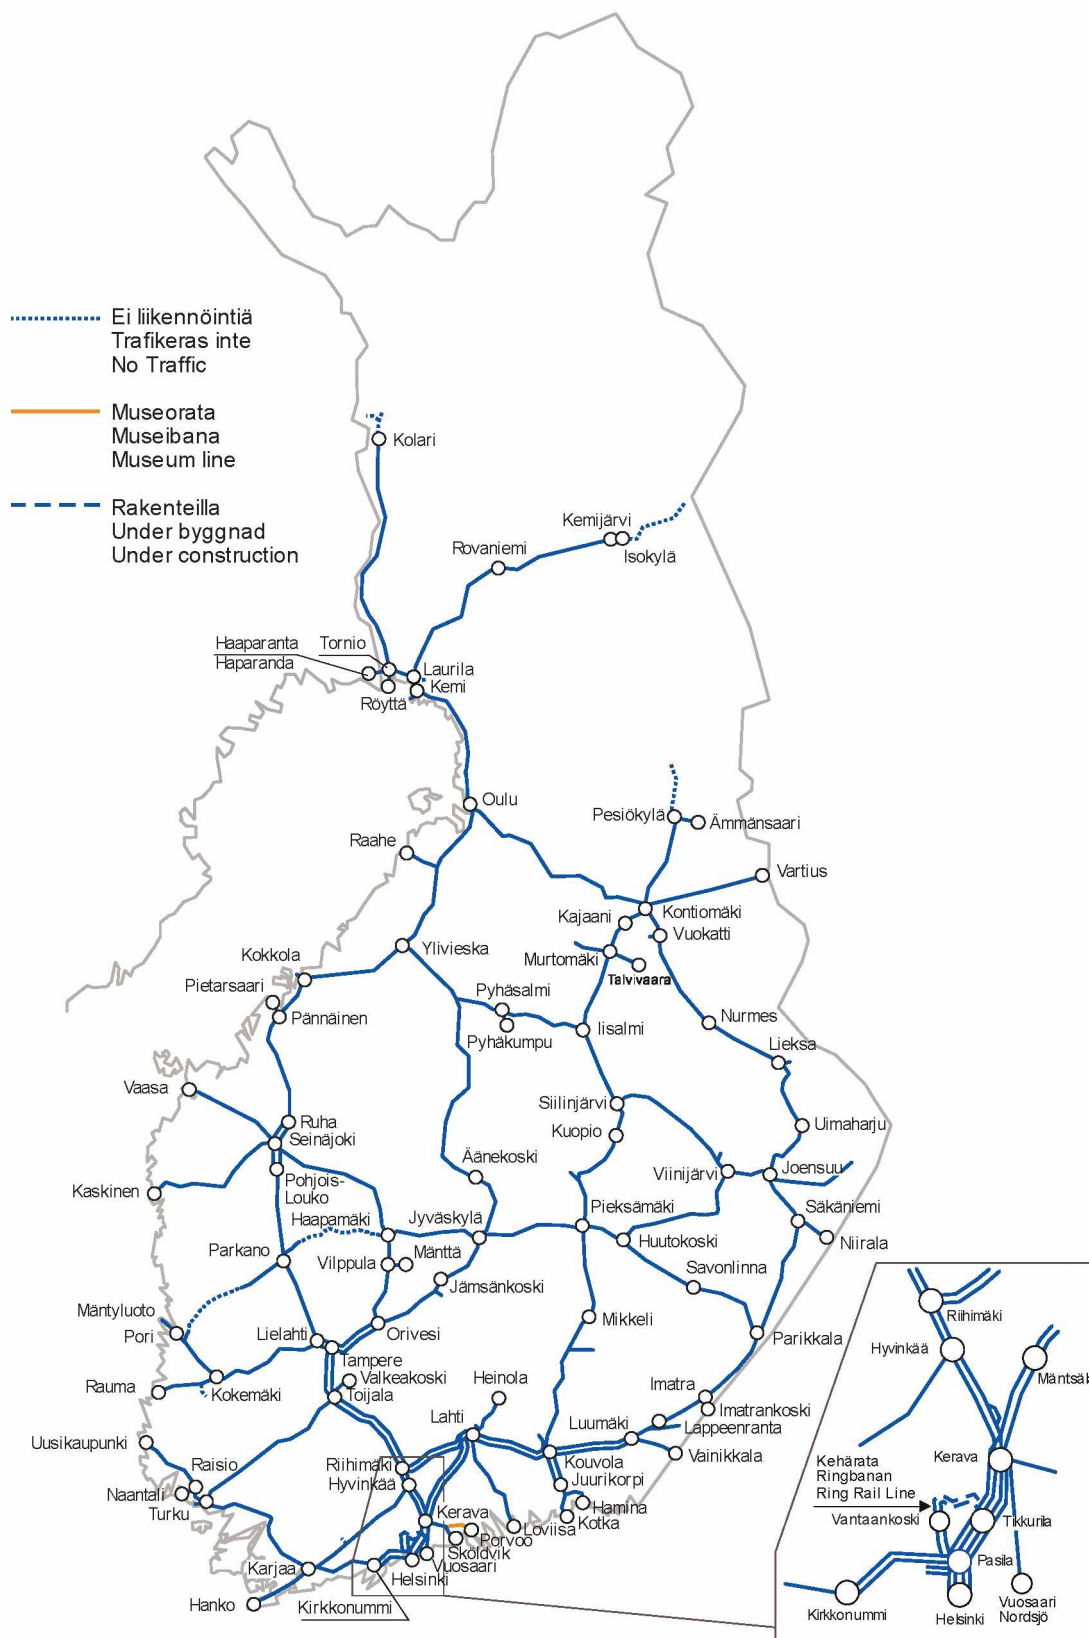 Ei liikennöintiä
Trafikeras inte
No Traffic
Museorata
Museibana
Museum line
Rakenteilla
Under byggnad
Under construction
Kolari
Kemijärvi
Isokylä
Rovaniemi
Haaparanta
Haparanda
Tornio
Laurila
Kemi
Röyttä
Oulu
Raahe
Pesiökylä
Ämmänsaari
Vartius
Kontiomäki
Kajaani
Vuokatti
Murtomäki
Talvivaara
Ylivieska
Kokkola
Pietarsaari
Pännäinen
Pyhäsalmi
Pyhäkumpu
Iisalmi
Nurmes
Lieksa
Vaasa
Ruha
Seinäjoki
Siilinjärvi
Kuopio
Uimaharju
Kaskinen
Pohjois-
Louko
Äänekoski
Viinijärvi
Joensuu
Haapamäki
Jyväskylä
Pieksämäki
Säkäniemi
Niirala
Huutokoski
Parkano
Vilppula
Mänttä
Jämsänkoski
Savonlinna
Mäntyluoto
Pori
Lielahti
Orivesi
Mikkeli
Parikkala
Tampere
Valkeakoski
Toijala
Rauma
Kokemäki
Heinola
Imatra
Imatrankoski
Lahti
Luumäki
Lappeenranta
Vainikkala
Uusikaupunki
Raisio
Naantali
Turku
Riihimäki
Hyvinkää
Kouvola
Juurikorpi
Hamina
Kotka
Kerava
Porvoo
Sköldvik
Loviisa
Vuosaari
Helsinki
Karjaa
Hanko
Kirkkonummi
Riihimäki
Hyvinkää
Mäntsäl
Kerava
Kehärata
Ringbanan
Ring Rail Line
Vantaankoski
Tikkurila
Pasila
Kirkkonummi
Helsinki
Vuosaari
Nordsjö